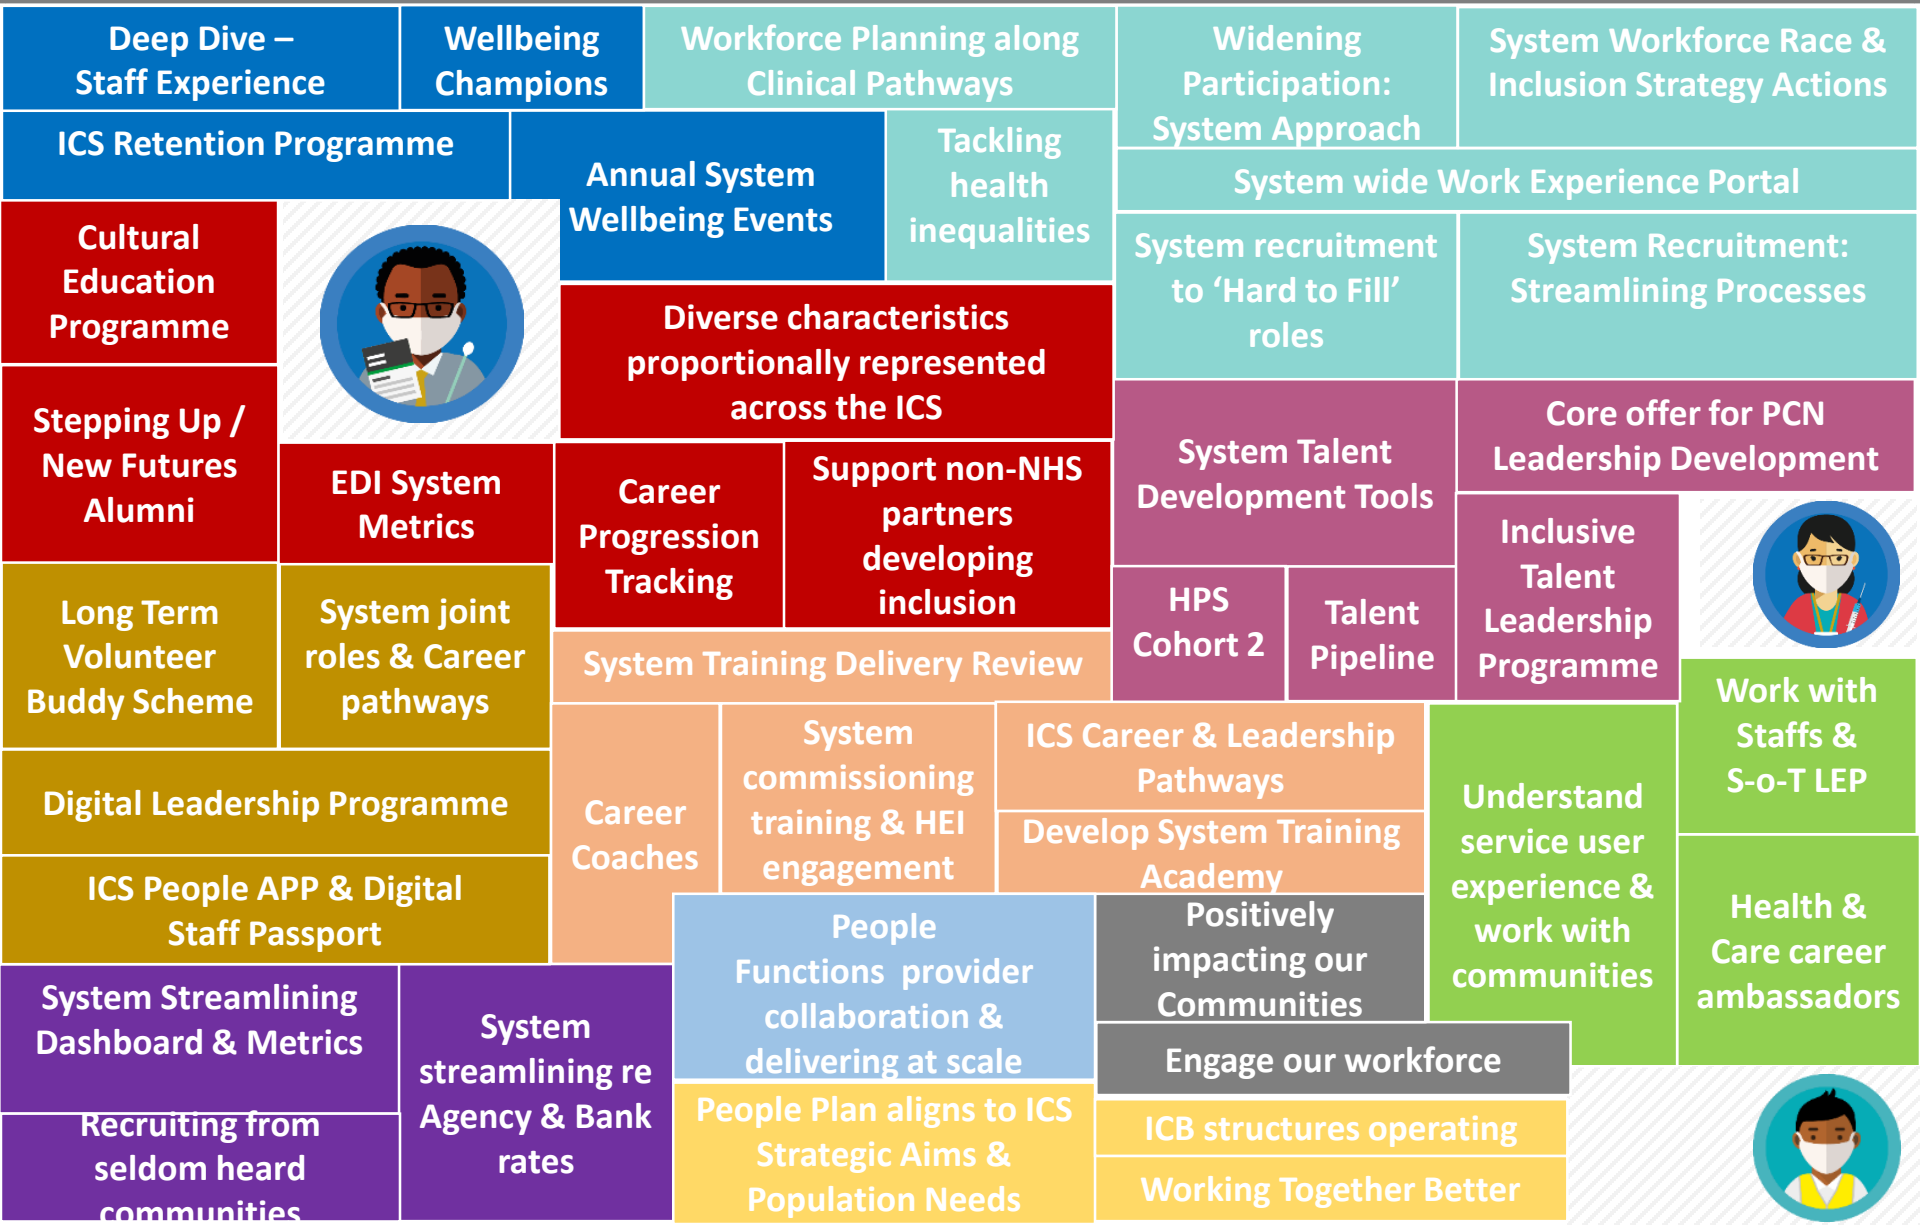 Deep Dive –
Staff Experience
Wellbeing
Champions
Workforce Planning along
Clinical Pathways
Widening
Participation:
System Approach
System Workforce Race &
Inclusion Strategy Actions
ICS Retention Programme
Annual System
Wellbeing Events
Tackling
health
inequalities
System wide Work Experience Portal
Cultural
Education
Programme
System recruitment
to ‘Hard to Fill’
roles
System Recruitment:
Streamlining Processes
Diverse characteristics
proportionally represented
across the ICS
Stepping Up /
New Futures
Alumni
EDI System
Metrics
Career
Progression
Tracking
Support non-NHS
partners
developing
inclusion
System Talent
Development Tools
Core offer for PCN
Leadership Development
Inclusive
Talent
Leadership
Programme
HPS
Cohort 2
Talent
Pipeline
Long Term
Volunteer
Buddy Scheme
System joint
roles & Career
pathways
System Training Delivery Review
Work with
Staffs &
S-o-T LEP
Digital Leadership Programme
Career
Coaches
System
commissioning
training & HEI
engagement
ICS Career & Leadership
Pathways
Develop System Training
Academy
Understand
service user
experience &
work with
communities
Health &
Care career
ambassadors
ICS People APP & Digital
Staff Passport
People
Functions provider
collaboration &
delivering at scale
Positively
impacting our
Communities
System Streamlining
Dashboard & Metrics
System
streamlining re
Agency & Bank
rates
Engage our workforce
Recruiting from
seldom heard
communities
People Plan aligns to ICS
Strategic Aims &
Population Needs
ICB structures operating
Working Together Better